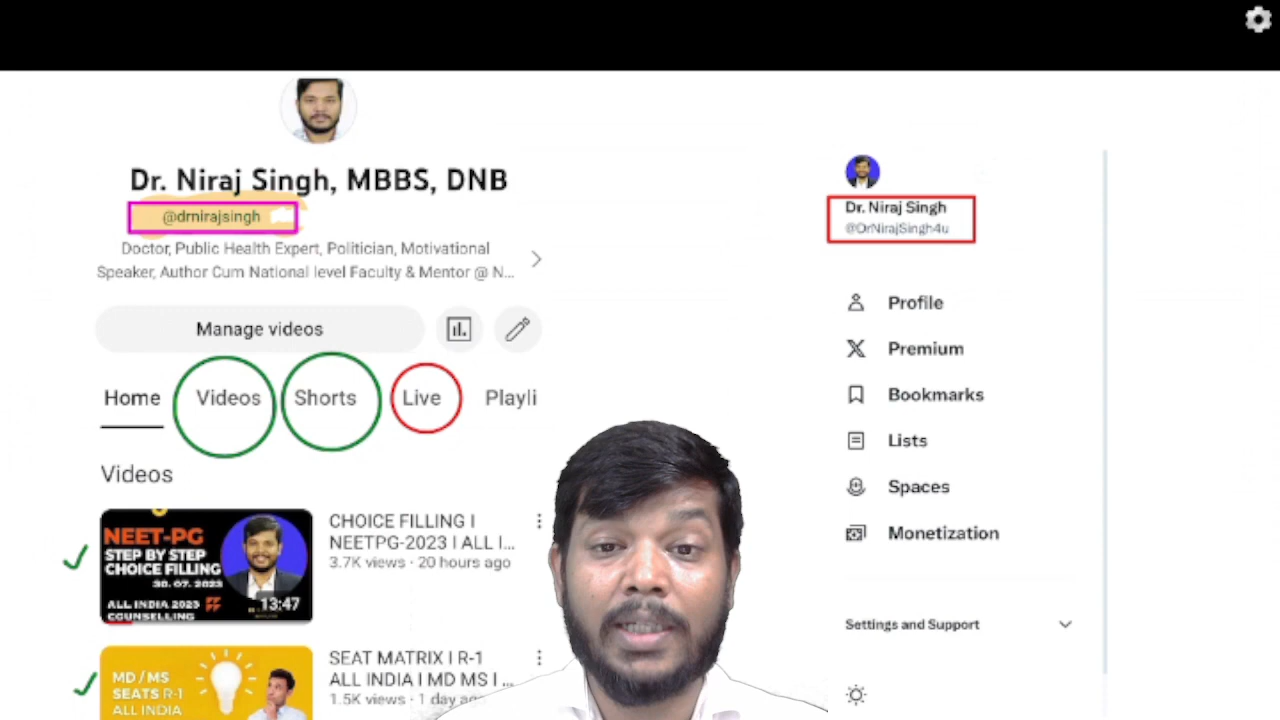 Dr. Niraj Singh, MBBS, DNB
@drnirajsingh
Doctor, Public Health Expert, Politician, Motivational
Speaker, Author Cum National level Faculty & Mentor @ N...
Manage videos
Home Videos Shorts Live Playli
Videos
NEET-PG
STEP BY STEP
CHOICE FILLING
30. 07. 2023
ALL INDIA 2023
COUNSELLING
13:47
CHOICE FILLING I
NEETPG-2023 I ALL I...
3.7K views · 20 hours ago
MD/MS
SEATS R-1
ALL INDIA
SEAT MATRIX I R-1
ALL INDIA I MD MS I ...
1.5K views · 1 day ago
Dr. Niraj Singh
@DrNirajSingh4u
Profile
Premium
Bookmarks
Lists
Spaces
Monetization
Settings and Support